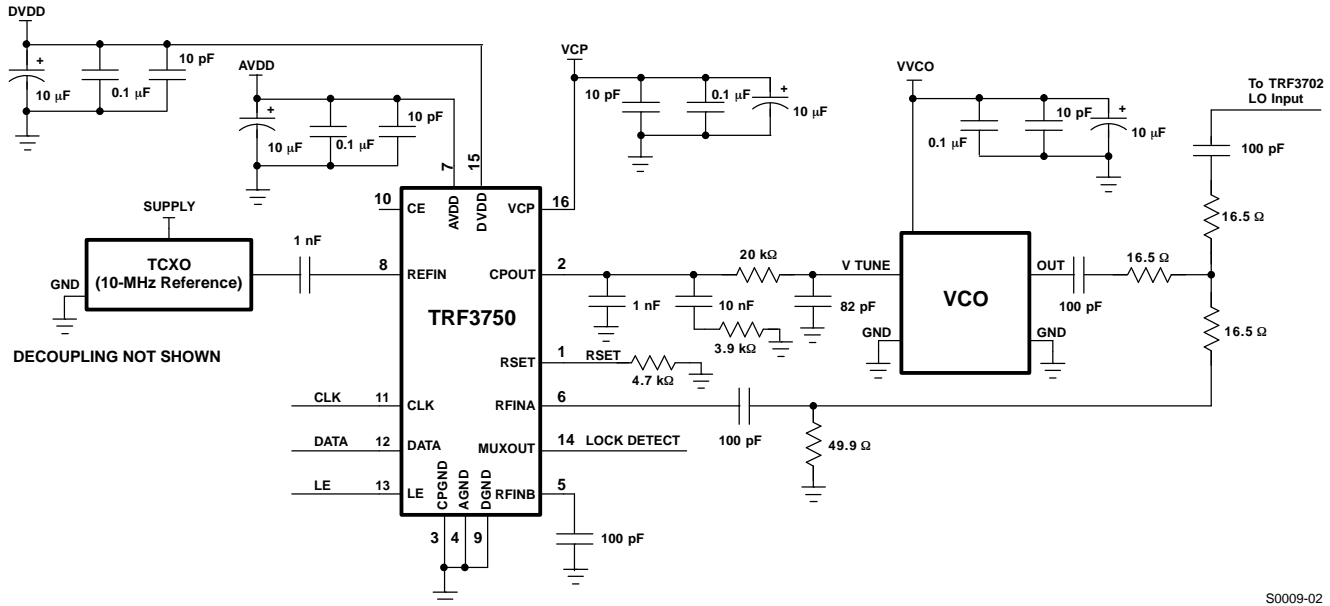 DVDD
+
10 µF
0.1 µF
10 pF
AVDD
+
10 µF
0.1 µF
10 pF
VCP
10 pF
0.1 µF
+
10 µF
VVCO
0.1 µF
10 pF
+
10 µF
To TRF3702
LO Input
100 pF
16.5 Ω
7
15
10
CE
AVDD
DVDD
VCP
16
SUPPLY
TCXO
(10-MHz Reference)
GND
1 nF
8
REFIN
CPOUT
2
20 kΩ
V TUNE
OUT
16.5 Ω
VCO
100 pF
1 nF
10 nF
82 pF
3.9 kΩ
GND
GND
16.5 Ω
TRF3750
DECOUPLING NOT SHOWN
RSET
1
RSET
4.7 kΩ
CLK
11
CLK
RFINA
6
100 pF
49.9 Ω
DATA
12
DATA
MUXOUT
14
LOCK DETECT
LE
13
LE
CPGND
AGND
DGND
RFINB
5
100 pF
3
4
9
S0009-02